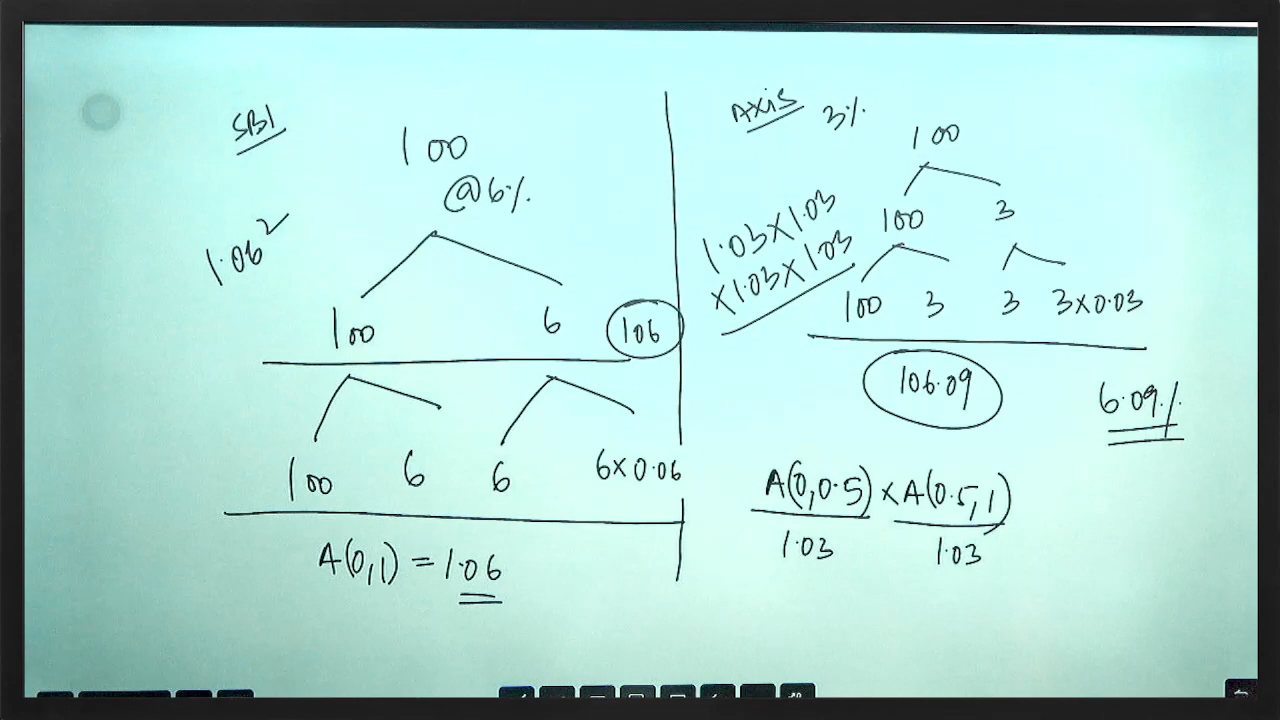 SBI
100
@6%
1.06²
100 6 106
100 6 6 6×0.06
A(0,1) = 1.06
AXIS 3%
100
1.03×1.03
×1.03×1.03
100 3
100 3 3 3×0.03
106.09
6.09%
A(0,0.5) × A(0.5,1)
1.03 1.03